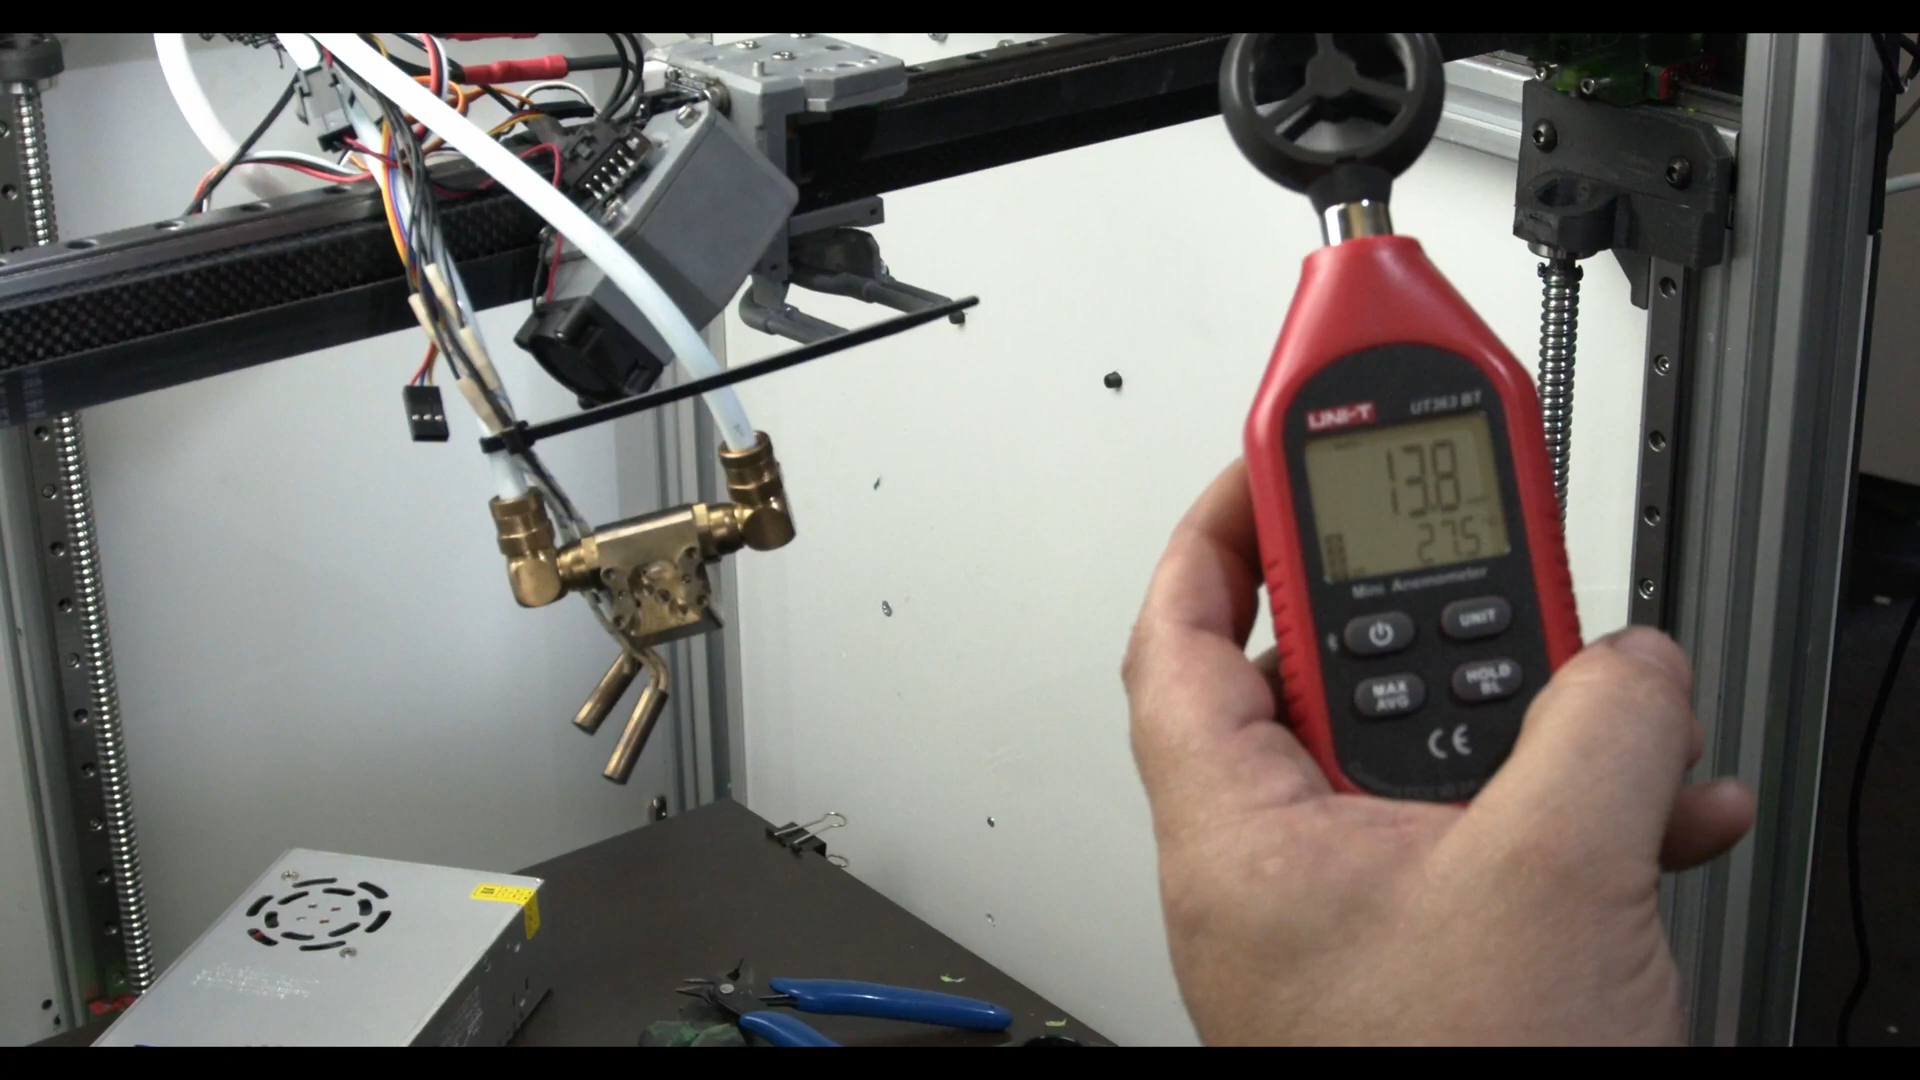 UNI-T
UT363 BT
13.8
27.5
Mini Anemometer
UNIT
MAX
AVG
HOLD
BL
CE